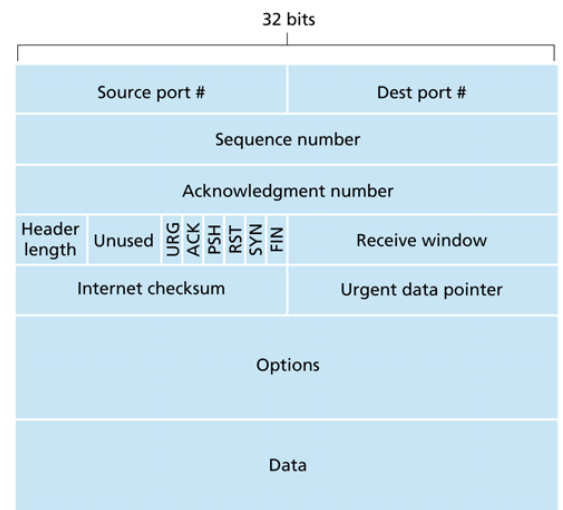 32 bits
Source port #
Dest port #
Sequence number
Acknowledgment number
Header
length
Unused
URG
ACK
PSH
RST
SYN
FIN
Receive window
Internet checksum
Urgent data pointer
Options
Data